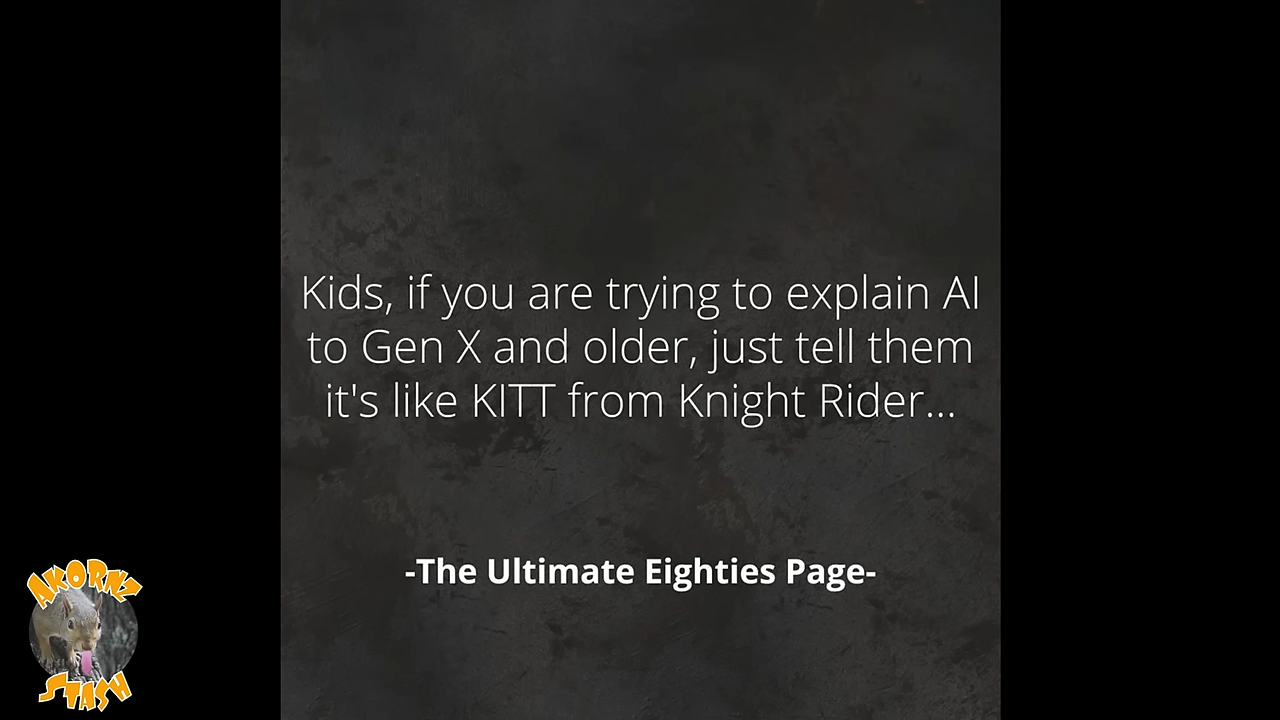 Kids, if you are trying to explain AI
to Gen X and older, just tell them
it's like KITT from Knight Rider...
-The Ultimate Eighties Page-
AKORNZ
STASH